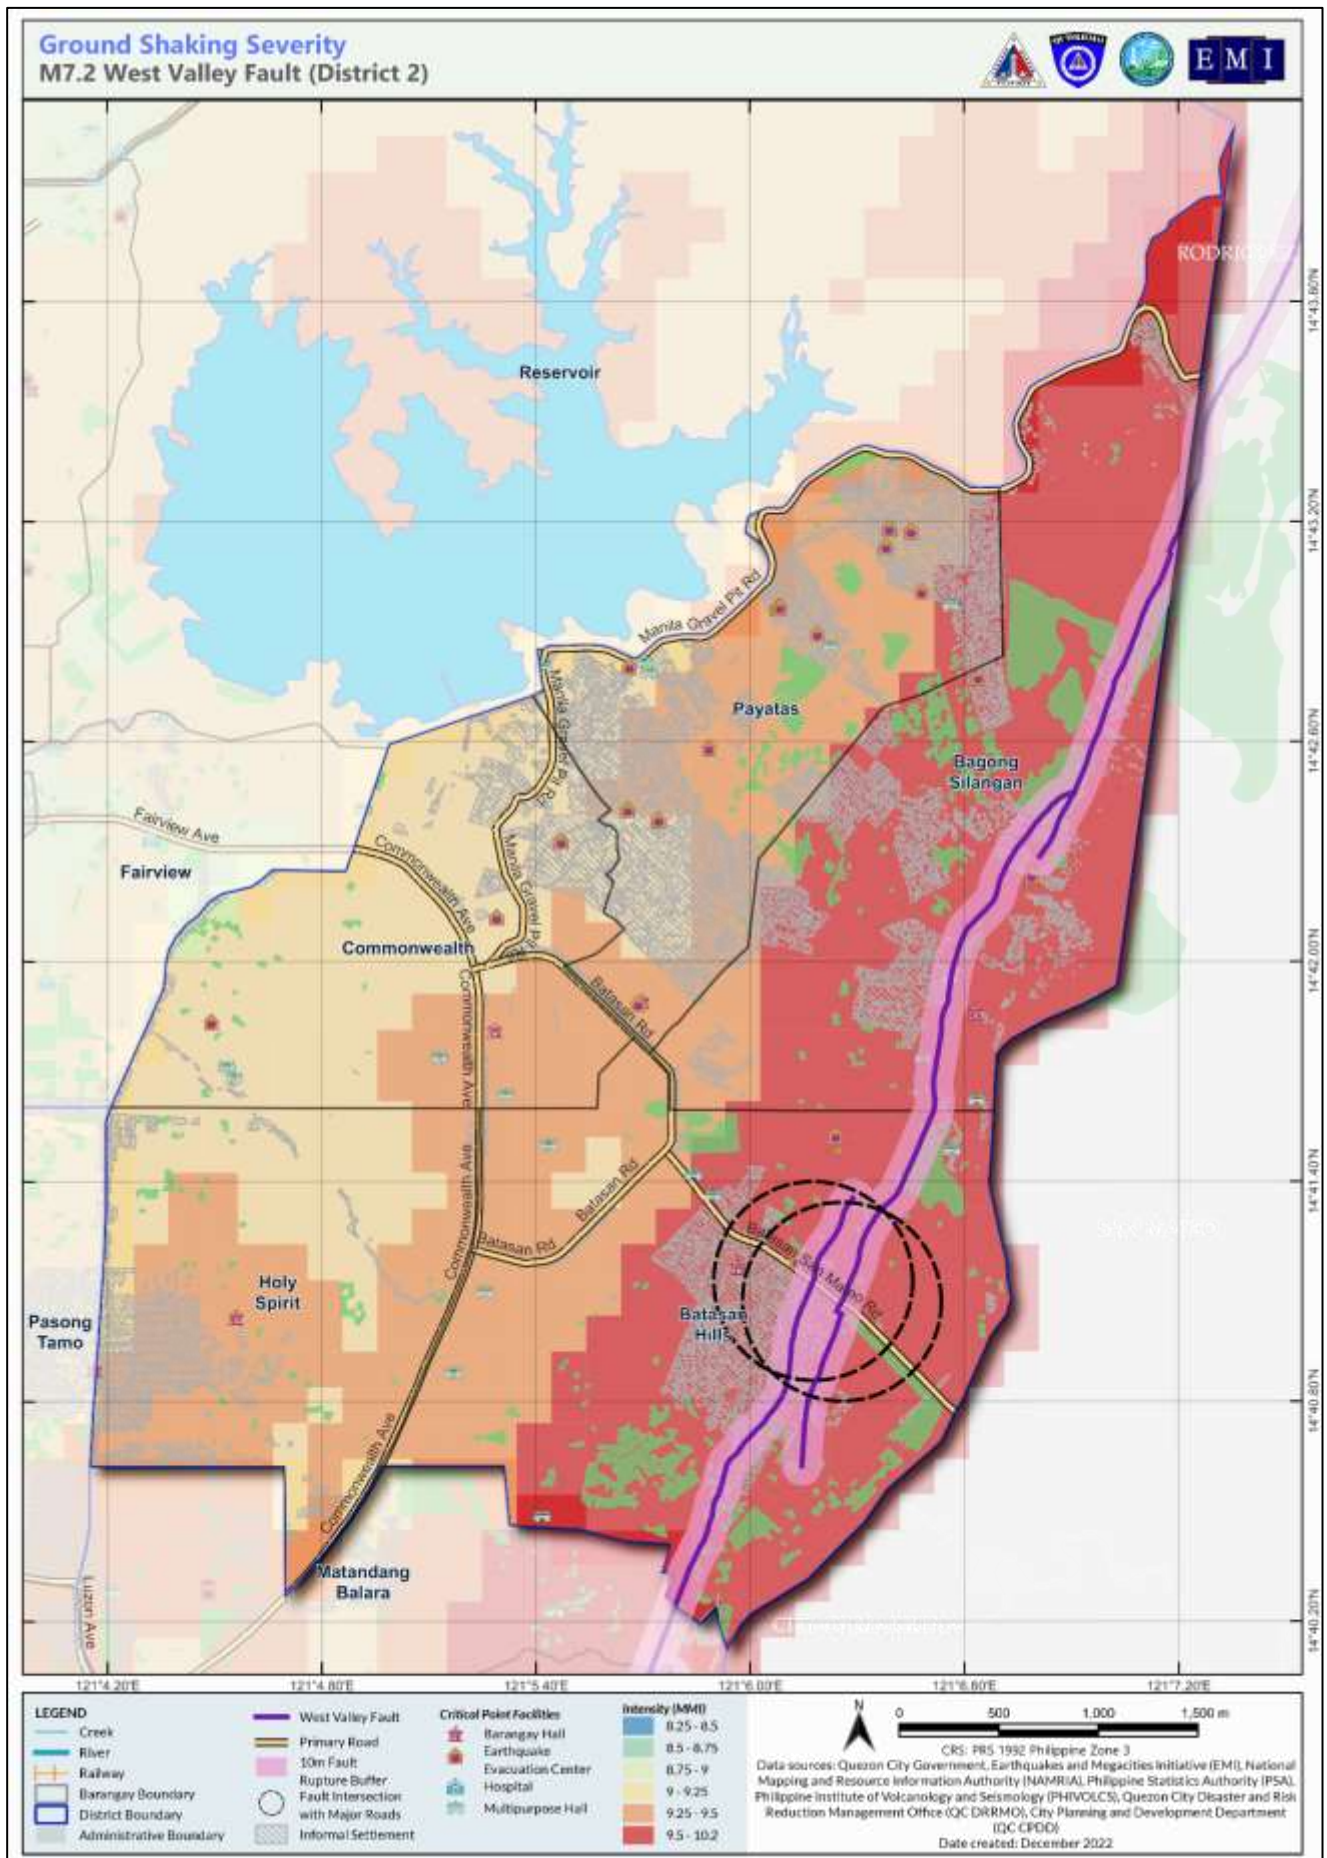 Ground Shaking Severity
M7.2 West Valley Fault (District 2)
E M I
14°43.80'N
14°43.20'N
14°42.60'N
14°42.00'N
14°41.40'N
14°40.80'N
14°40.20'N
Reservoir
Manila Gravel Pit Rd
Manila Gravel Pit Rd
Payatas
Bagong
Silangan
Fairview Ave
Fairview
Commonwealth Ave
Manila Gravel Pit Rd
Commonwealth
Commonwealth Ave
Batasan Rd
Commonwealth Ave
Batasan Rd
Batasan Rd
Batasan San Mateo Rd
Holy
Spirit
Pasong
Tamo
Batasan
Hills
Commonwealth Ave
Matandang
Balara
Luzon Ave
121°4.20'E
121°4.80'E
121°5.40'E
121°6.00'E
121°6.60'E
121°7.20'E
LEGEND
Creek
River
Railway
Barangay Boundary
District Boundary
Administrative Boundary
West Valley Fault
Primary Road
10m Fault
Rupture Buffer
Fault Intersection
with Major Roads
Informal Settlement
Critical Point Facilities
Barangay Hall
Earthquake
Evacuation Center
Hospital
Multipurpose Hall
Intensity (MMI)
8.25 - 8.5
8.5 - 8.75
8.75 - 9
9 - 9.25
9.25 - 9.5
9.5 - 10.2
N
0 500 1,000 1,500 m
CRS: PRS 1992 Philippine Zone 3
Data sources: Quezon City Government, Earthquakes and Megacities Initiative (EMI), National
Mapping and Resource Information Authority (NAMRIA), Philippine Statistics Authority (PSA),
Philippine Institute of Volcanology and Seismology (PHIVOLCS), Quezon City Disaster and Risk
Reduction Management Office (QC DRRMO), City Planning and Development Department
(QC CPDD)
Date created: December 2022